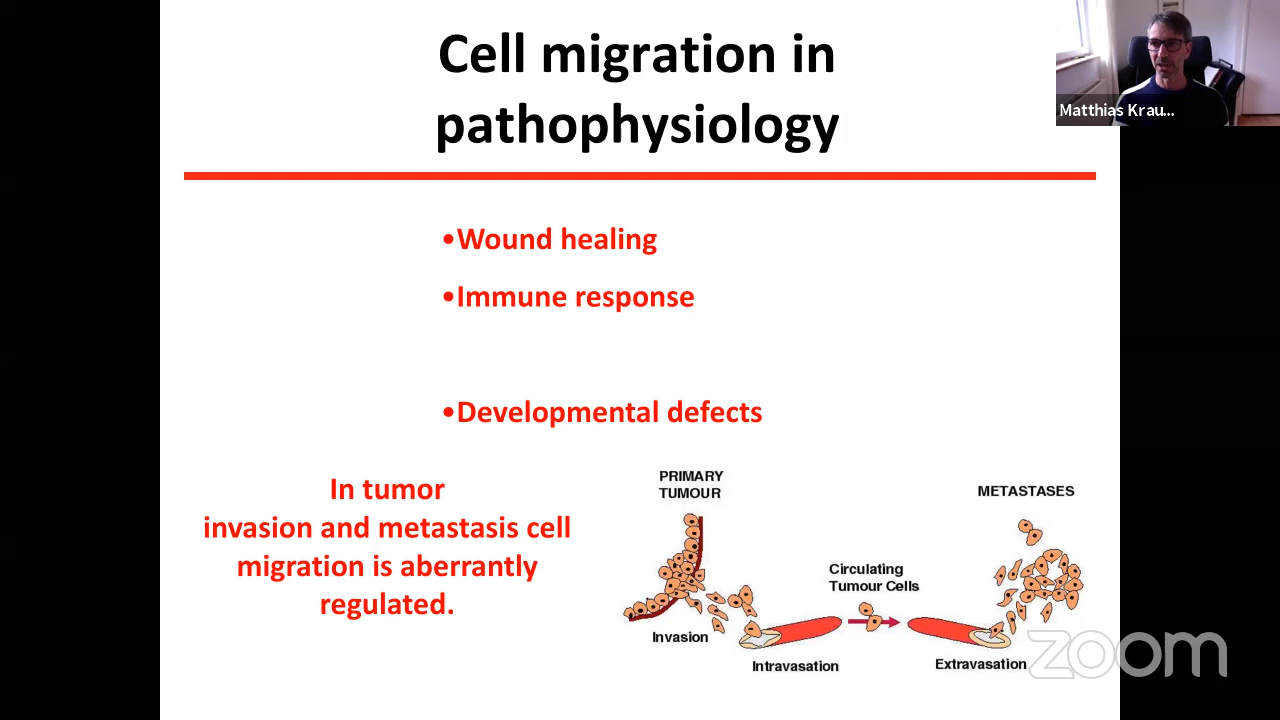 Cell migration in
pathophysiology
Matthias Krau...
•Wound healing
•Immune response
•Developmental defects
In tumor
invasion and metastasis cell
migration is aberrantly
regulated.
PRIMARY
TUMOUR
METASTASES
Circulating
Tumour Cells
Invasion
Intravasation
Extravasation
zoom